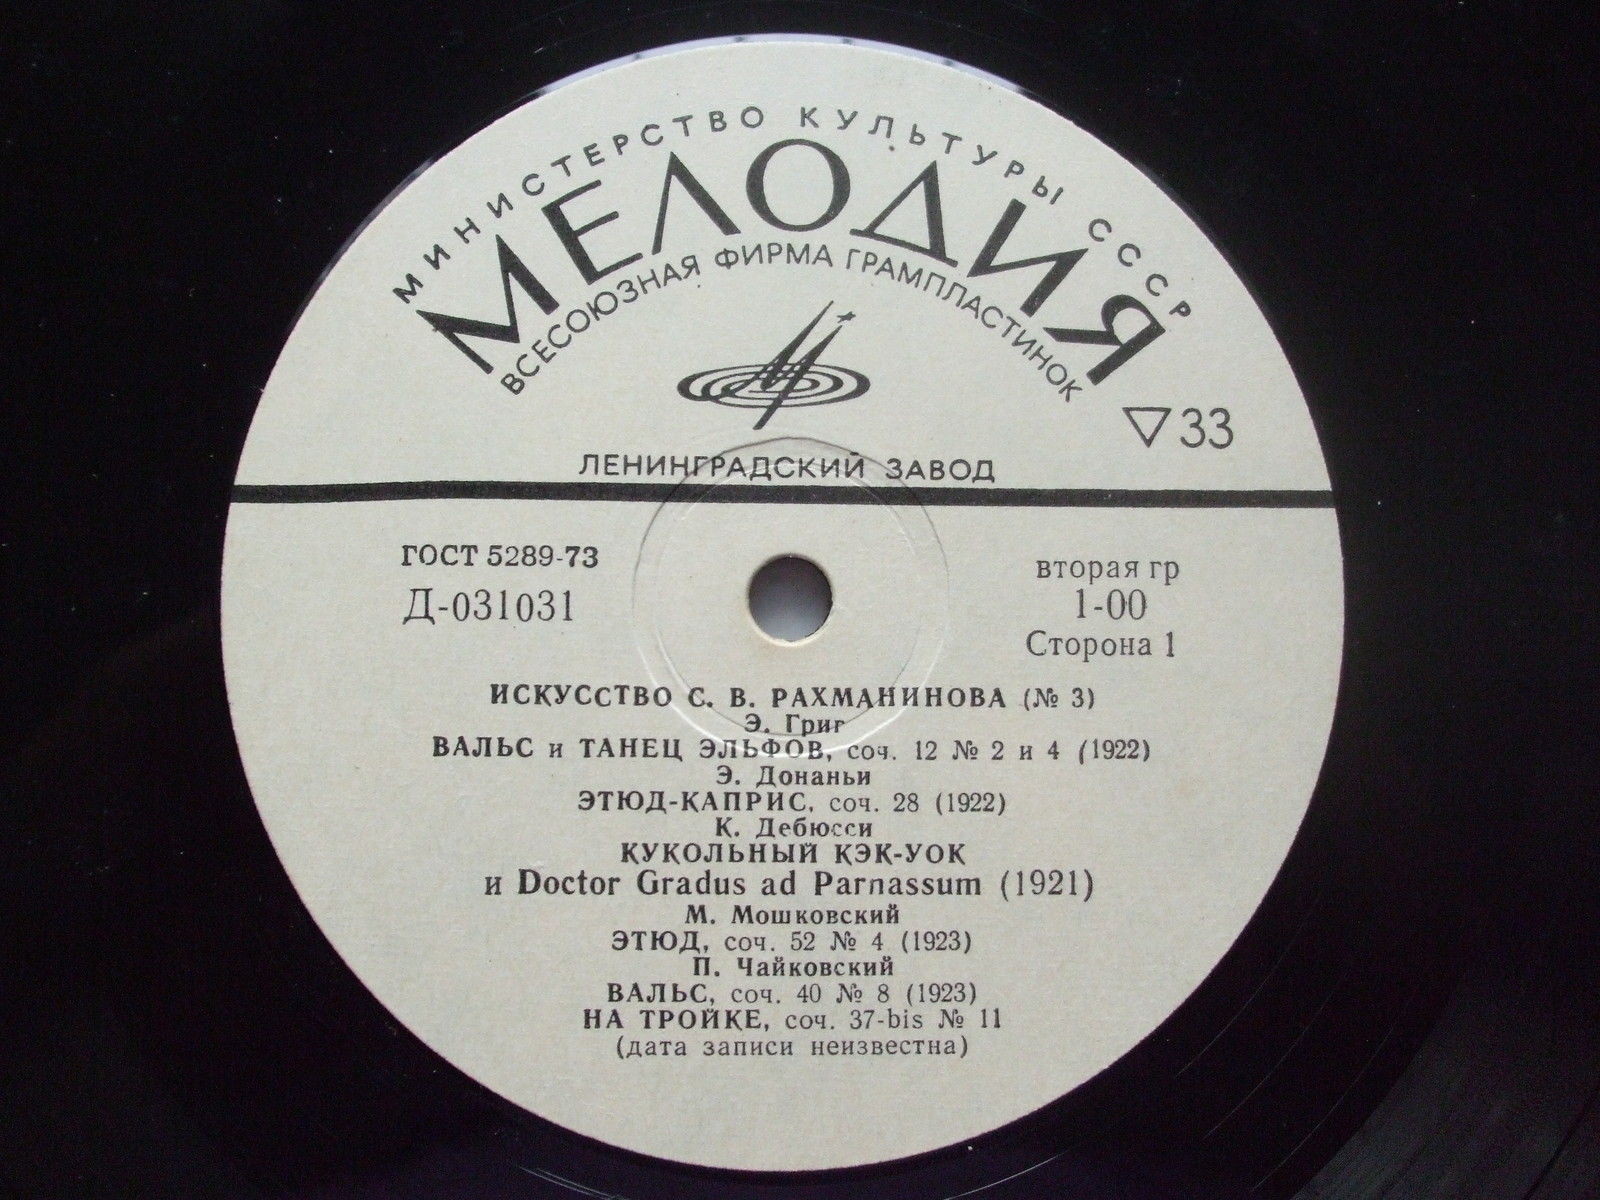 МИНИСТЕРСТВО КУЛЬТУРЫ СССР
МЕЛОДИЯ
ВСЕСОЮЗНАЯ ФИРМА ГРАМПЛАСТИНОК
33
ЛЕНИНГРАДСКИЙ ЗАВОД
ГОСТ 5289-73
Д-031031
вторая гр
1-00
Сторона 1
ИСКУССТВО С. В. РАХМАНИНОВА (№ 3)
Э. Григ
ВАЛЬС и ТАНЕЦ ЭЛЬФОВ, соч. 12 № 2 и 4 (1922)
Э. Донаньи
ЭТЮД-КАПРИС, соч. 28 (1922)
К. Дебюсси
КУКОЛЬНЫЙ КЭК-УОК
и Doctor Gradus ad Parnassum (1921)
М. Мошковский
ЭТЮД, соч. 52 № 4 (1923)
П. Чайковский
ВАЛЬС, соч. 40 № 8 (1923)
НА ТРОЙКЕ, соч. 37-bis № 11
(дата записи неизвестна)